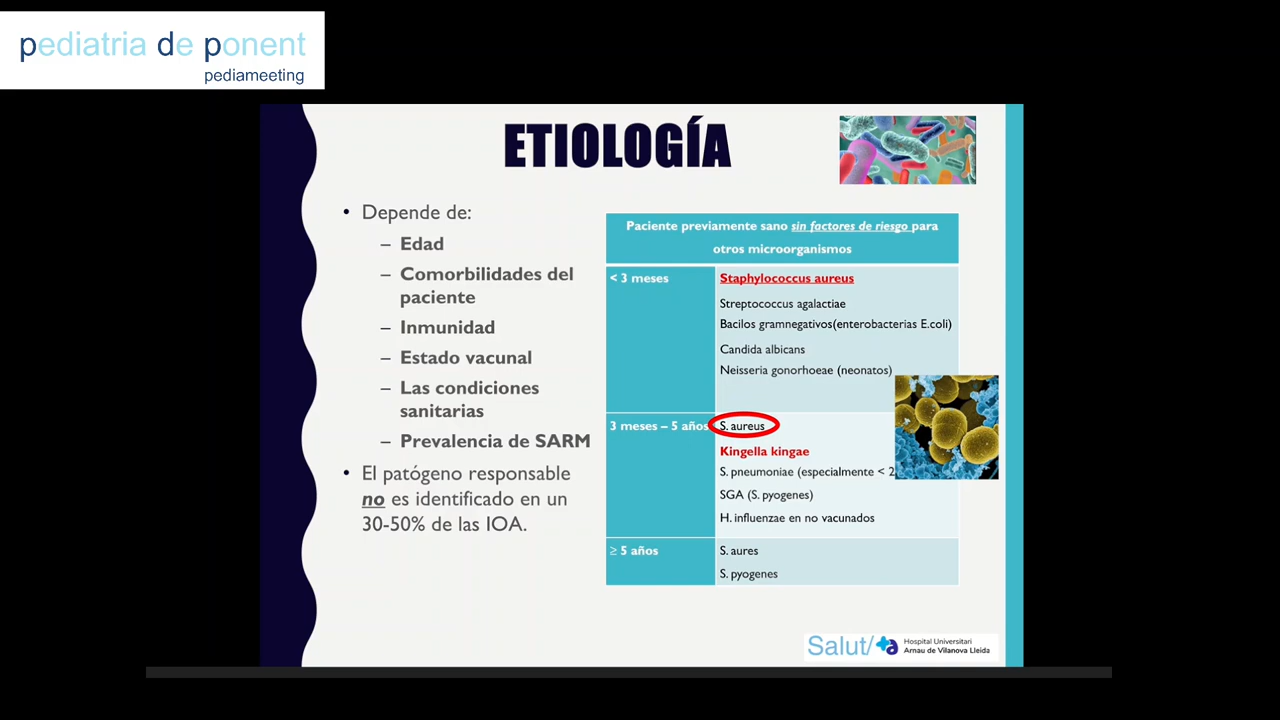 pediatria de ponent
pediameeting
ETIOLOGÍA
• Depende de:
– Edad
– Comorbilidades del
paciente
– Inmunidad
– Estado vacunal
– Las condiciones
sanitarias
– Prevalencia de SARM
• El patógeno responsable
no es identificado en un
30-50% de las IOA.
Paciente previamente sano sin factores de riesgo para
otros microorganismos
< 3 meses
Staphylococcus aureus
Streptococcus agalactiae
Bacilos gramnegativos(enterobacterias E.coli)
Candida albicans
Neisseria gonorhoeae (neonatos)
3 meses – 5 años
S. aureus
Kingella kingae
S. pneumoniae (especialmente < 2
SGA (S. pyogenes)
H. influenzae en no vacunados
≥ 5 años
S. aures
S. pyogenes
Salut/
Hospital Universitari
Arnau de Vilanova Lleida